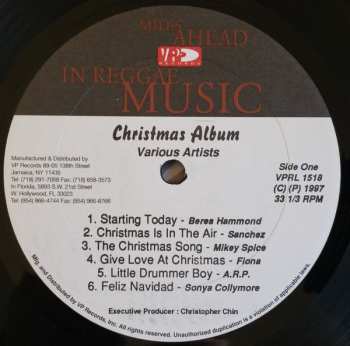 MILES
AHEAD
VP
RECORDS
IN REGGAE
MUSIC
Christmas Album
Various Artists
Manufactured & Distributed by
VP Records 89-05 138th Street
Jamaica, NY 11435
Tel (718) 291-7058 Fax: (718) 658-3573
In Florida, 5893 S.W. 21st Street
W. Hollywood, FL 33023
Tel: (954) 966-4744 Fax: (954) 966-8766
Side One
VPRL 1518
(C) (P) 1997
33 1/3 RPM
1. Starting Today - Beres Hammond
2. Christmas Is In The Air - Sanchez
3. The Christmas Song - Mikey Spice
4. Give Love At Christmas - Fiona
5. Little Drummer Boy - A.R.P.
6. Feliz Navidad - Sonya Collymore
Executive Producer : Christopher Chin
Mfg. and Distributed by VP Records, Inc. All rights reserved. Unauthorized duplication is a violation of applicable laws.